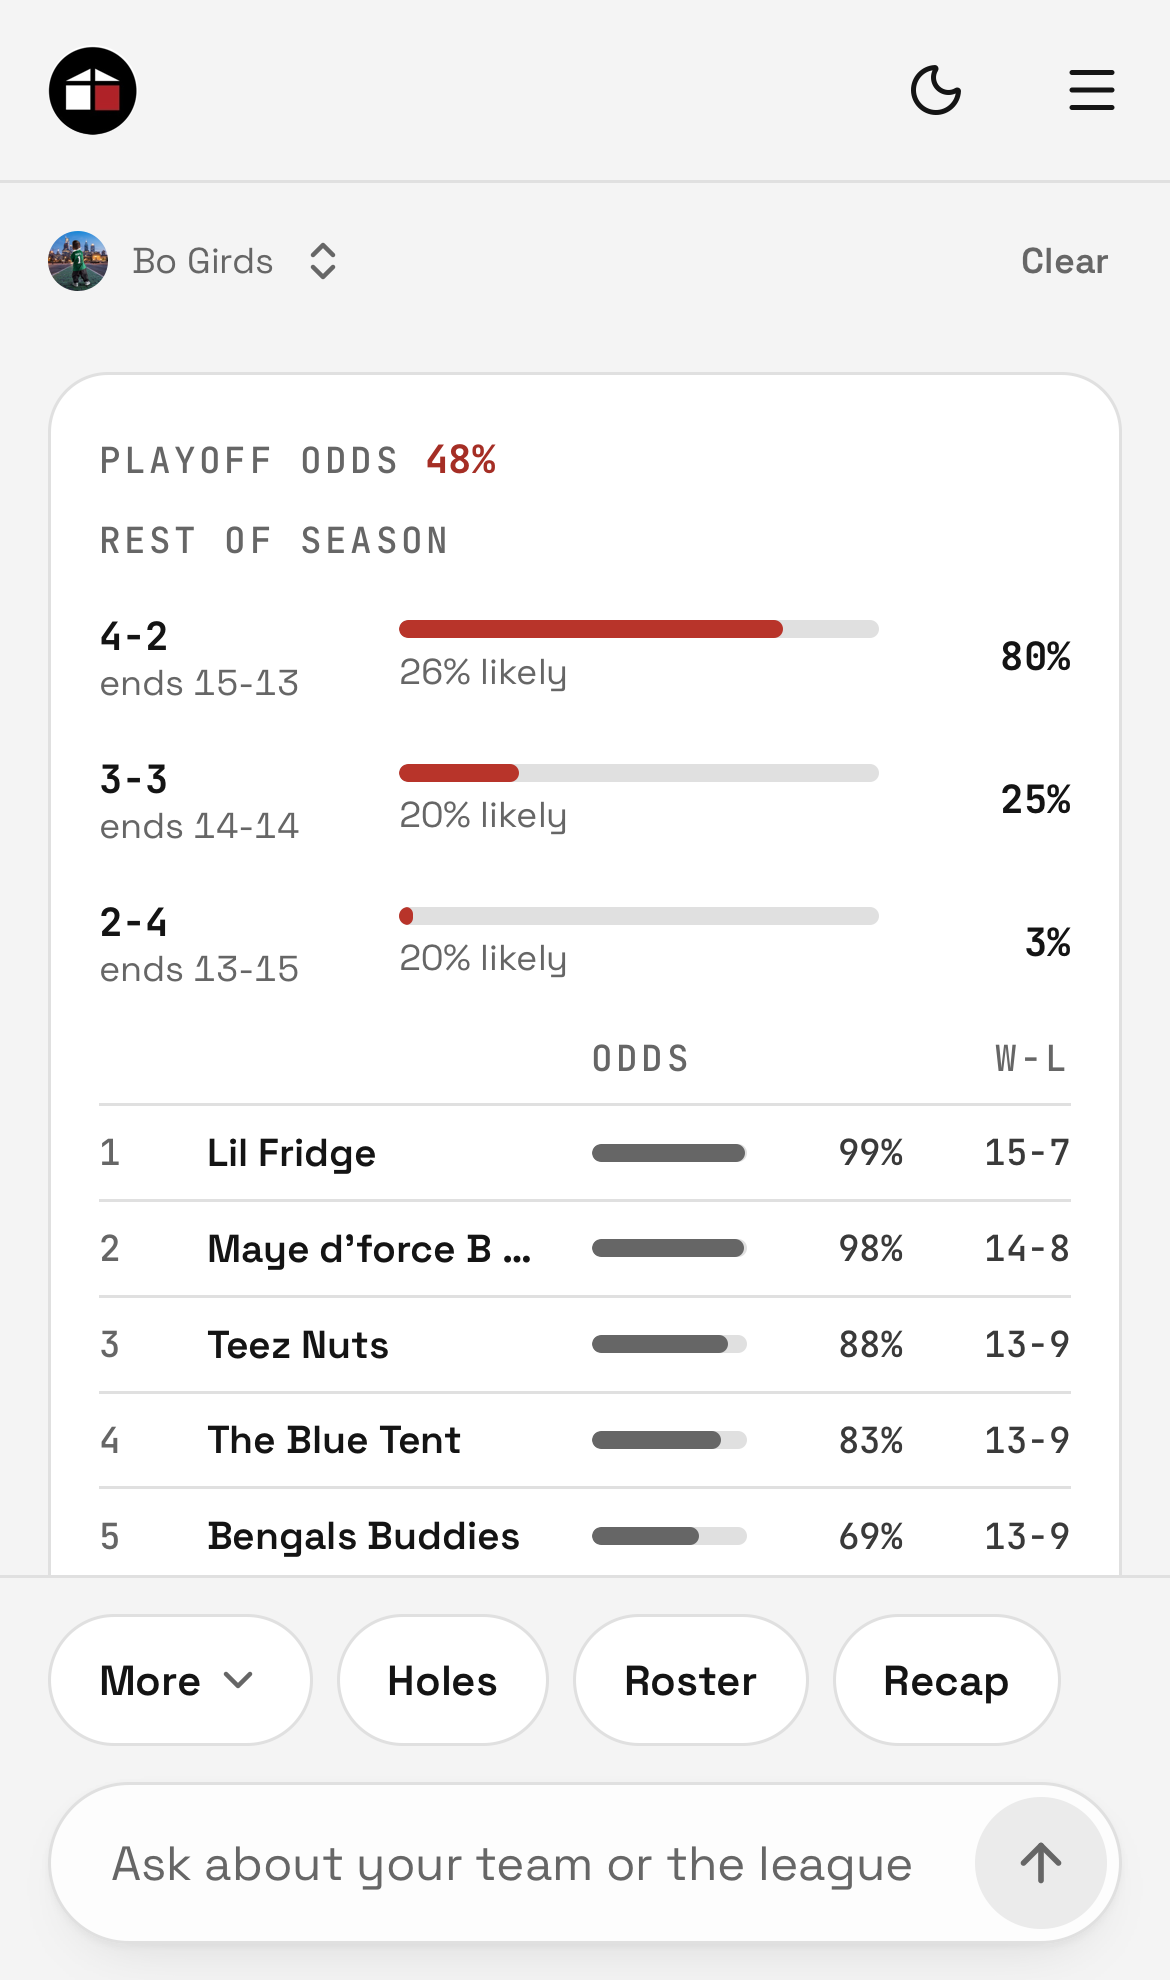 Bo Girds
Clear
PLAYOFF ODDS 48%
REST OF SEASON
4-2
ends 15-13
26% likely
80%
3-3
ends 14-14
20% likely
25%
2-4
ends 13-15
20% likely
3%
ODDS W-L
1 Lil Fridge 99% 15-7
2 Maye d’force B ... 98% 14-8
3 Teez Nuts 88% 13-9
4 The Blue Tent 83% 13-9
5 Bengals Buddies 69% 13-9
More Holes Roster Recap
Ask about your team or the league